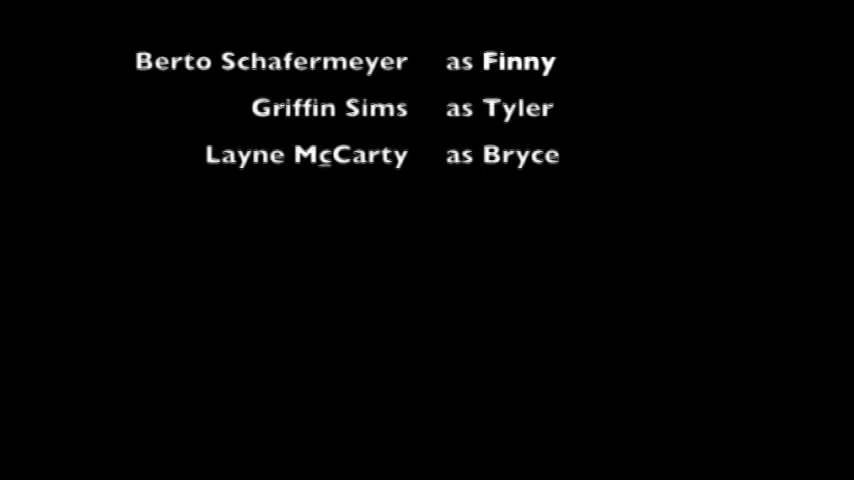 Berto Schafermeyer as Finny
Griffin Sims as Tyler
Layne McCarty as Bryce